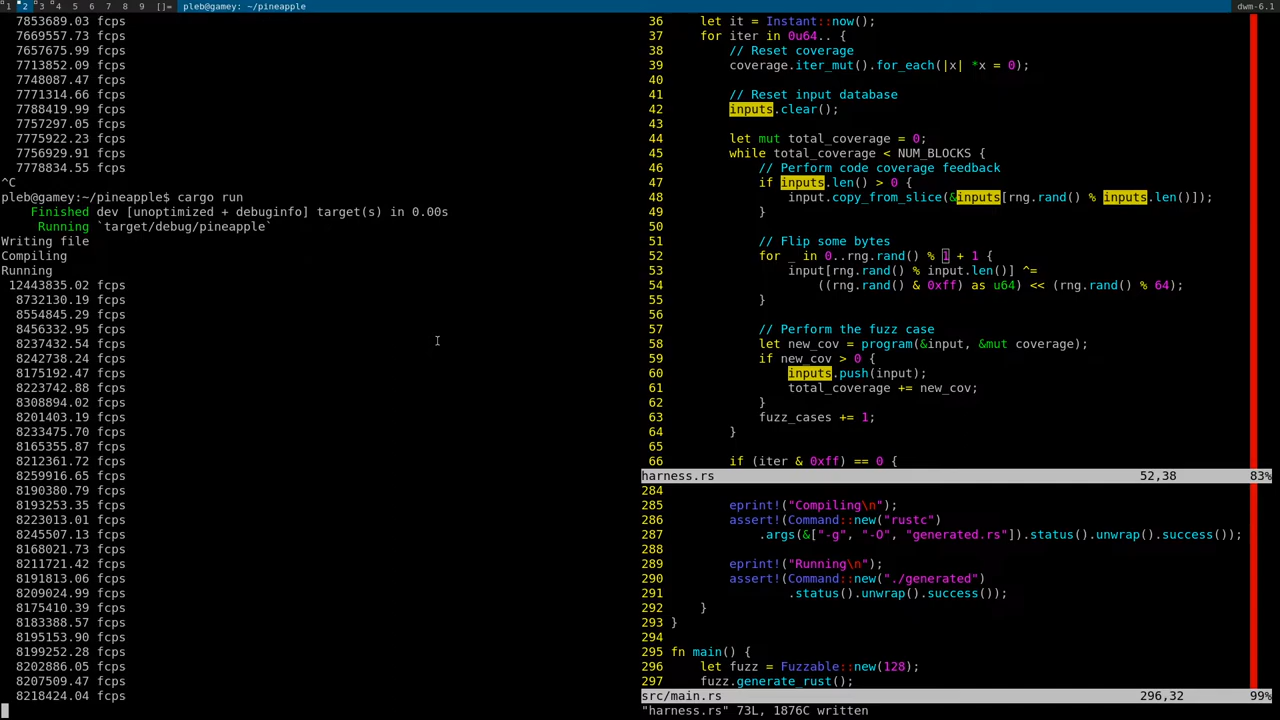 1 2 3 4 5 6 7 8 9 []= pleb@gamey: ~/pineapple dwm-6.1
7853689.03 fcps
7669557.73 fcps
7657675.99 fcps
7713852.09 fcps
7748087.47 fcps
7771314.66 fcps
7788419.99 fcps
7757297.05 fcps
7775922.23 fcps
7756929.91 fcps
7778834.55 fcps
^C
pleb@gamey:~/pineapple$ cargo run
Finished dev [unoptimized + debuginfo] target(s) in 0.00s
Running `target/debug/pineapple`
Writing file
Compiling
Running
12443835.02 fcps
8732130.19 fcps
8554845.29 fcps
8456332.95 fcps
8237432.54 fcps
8242738.24 fcps
8175192.47 fcps
8223742.88 fcps
8308894.02 fcps
8201403.19 fcps
8233475.70 fcps
8165355.87 fcps
8212361.72 fcps
8259916.65 fcps
8190380.79 fcps
8193253.35 fcps
8223013.01 fcps
8245507.13 fcps
8168021.73 fcps
8211721.42 fcps
8191813.06 fcps
8209024.99 fcps
8175410.39 fcps
8183388.57 fcps
8195153.90 fcps
8199252.28 fcps
8202886.05 fcps
8207509.47 fcps
8218424.04 fcps
36 let it = Instant::now();
37 for iter in 0u64.. {
38 // Reset coverage
39 coverage.iter_mut().for_each(|x| *x = 0);
40
41 // Reset input database
42 inputs.clear();
43
44 let mut total_coverage = 0;
45 while total_coverage < NUM_BLOCKS {
46 // Perform code coverage feedback
47 if inputs.len() > 0 {
48 input.copy_from_slice(&inputs[rng.rand() % inputs.len()]);
49 }
50
51 // Flip some bytes
52 for _ in 0..rng.rand() % 1 + 1 {
53 input[rng.rand() % input.len()] ^=
54 ((rng.rand() & 0xff) as u64) << (rng.rand() % 64);
55 }
56
57 // Perform the fuzz case
58 let new_cov = program(&input, &mut coverage);
59 if new_cov > 0 {
60 inputs.push(input);
61 total_coverage += new_cov;
62 }
63 fuzz_cases += 1;
64 }
65
66 if (iter & 0xff) == 0 {
harness.rs 52,38 83%
284
285 eprint!("Compiling\n");
286 assert!(Command::new("rustc")
287 .args(&["-g", "-O", "generated.rs"]).status().unwrap().success());
288
289 eprint!("Running\n");
290 assert!(Command::new("./generated")
291 .status().unwrap().success());
292 }
293 }
294
295 fn main() {
296 let fuzz = Fuzzable::new(128);
297 fuzz.generate_rust();
src/main.rs 296,32 99%
"harness.rs" 73L, 1876C written